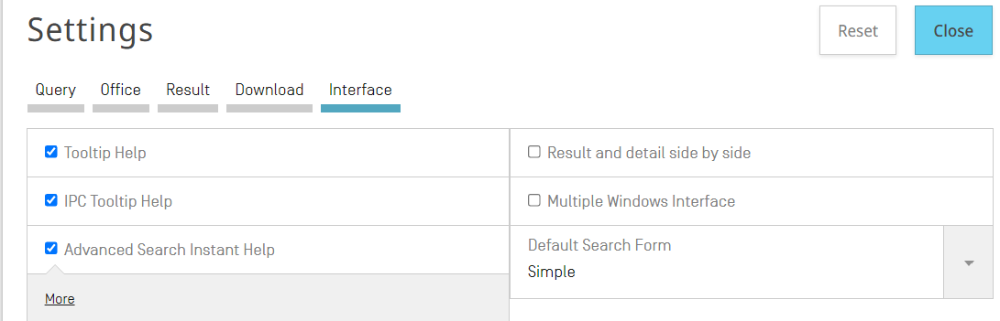 Settings
Reset
Close
Query
Office
Result
Download
Interface
Tooltip Help
Result and detail side by side
IPC Tooltip Help
Multiple Windows Interface
Advanced Search Instant Help
Default Search Form
Simple
More